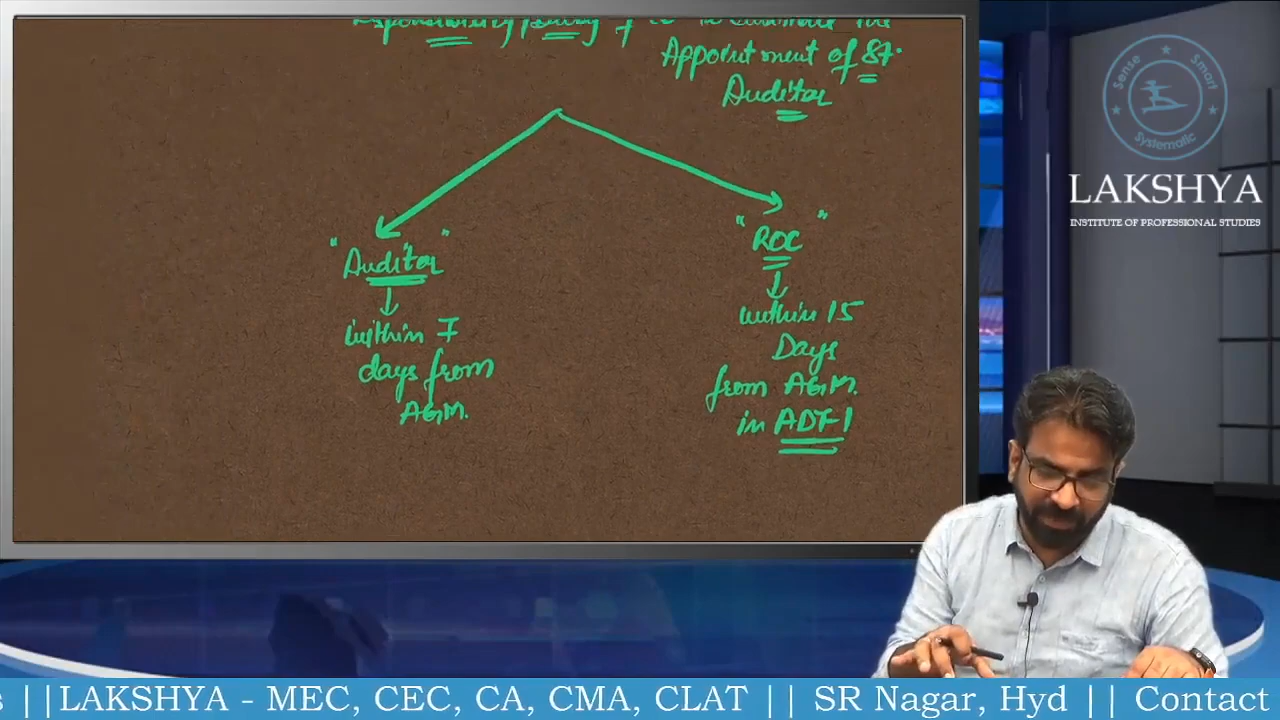 Appointment of St.
Auditor
"Auditor"
within 7
days from
AGM.
"ROC"
within 15
Days
from AGM.
in ADT-1
Sense
Smart
Systematic
LAKSHYA
INSTITUTE OF PROFESSIONAL STUDIES
s ||LAKSHYA - MEC, CEC, CA, CMA, CLAT || SR Nagar, Hyd || Contact